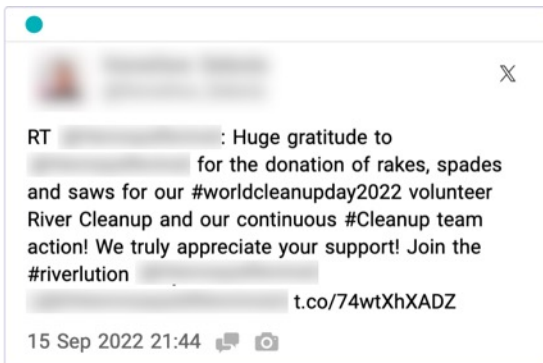 RT : Huge gratitude to
for the donation of rakes, spades
and saws for our #worldcleanupday2022 volunteer
River Cleanup and our continuous #Cleanup team
action! We truly appreciate your support! Join the
#riverlution
t.co/74wtXhXADZ
15 Sep 2022 21:44